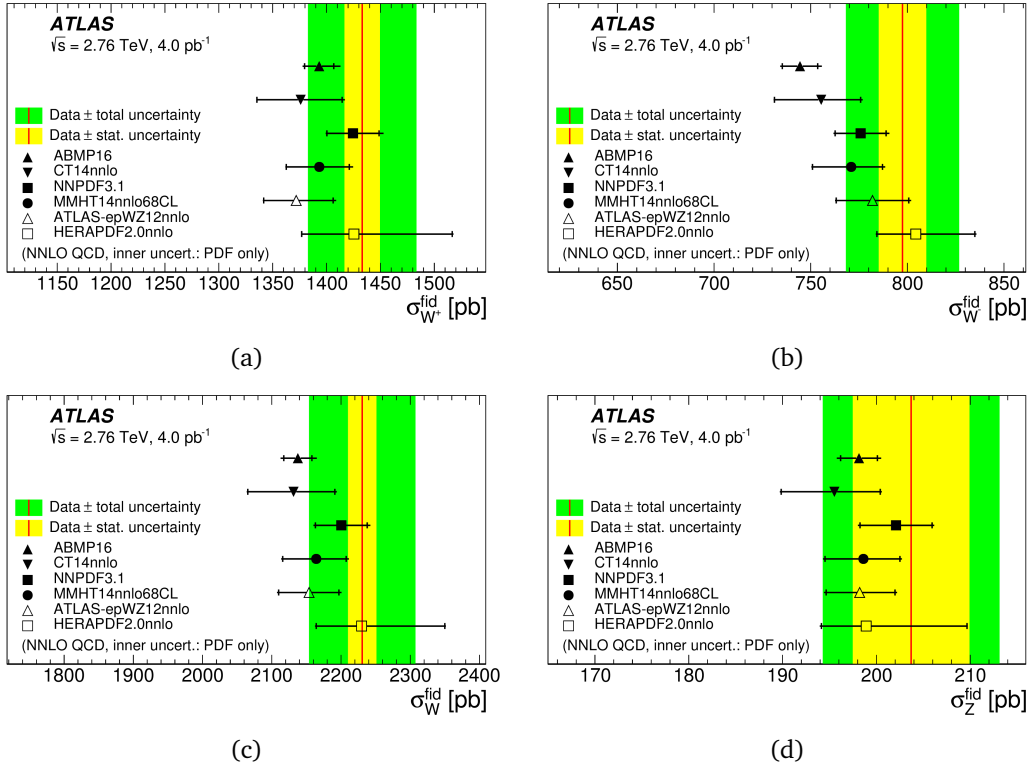 ATLAS
√s = 2.76 TeV, 4.0 pb⁻¹
Data ± total uncertainty
Data ± stat. uncertainty
ABMP16
CT14nnlo
NNPDF3.1
MMHT14nnlo68CL
ATLAS-epWZ12nnlo
HERAPDF2.0nnlo
(NNLO QCD, inner uncert.: PDF only)
1150 1200 1250 1300 1350 1400 1450 1500
σ^fid_W⁺ [pb]
(a)
ATLAS
√s = 2.76 TeV, 4.0 pb⁻¹
Data ± total uncertainty
Data ± stat. uncertainty
ABMP16
CT14nnlo
NNPDF3.1
MMHT14nnlo68CL
ATLAS-epWZ12nnlo
HERAPDF2.0nnlo
(NNLO QCD, inner uncert.: PDF only)
650 700 750 800 850
σ^fid_W⁻ [pb]
(b)
ATLAS
√s = 2.76 TeV, 4.0 pb⁻¹
Data ± total uncertainty
Data ± stat. uncertainty
ABMP16
CT14nnlo
NNPDF3.1
MMHT14nnlo68CL
ATLAS-epWZ12nnlo
HERAPDF2.0nnlo
(NNLO QCD, inner uncert.: PDF only)
1800 1900 2000 2100 2200 2300 2400
σ^fid_W [pb]
(c)
ATLAS
√s = 2.76 TeV, 4.0 pb⁻¹
Data ± total uncertainty
Data ± stat. uncertainty
ABMP16
CT14nnlo
NNPDF3.1
MMHT14nnlo68CL
ATLAS-epWZ12nnlo
HERAPDF2.0nnlo
(NNLO QCD, inner uncert.: PDF only)
170 180 190 200 210
σ^fid_Z [pb]
(d)